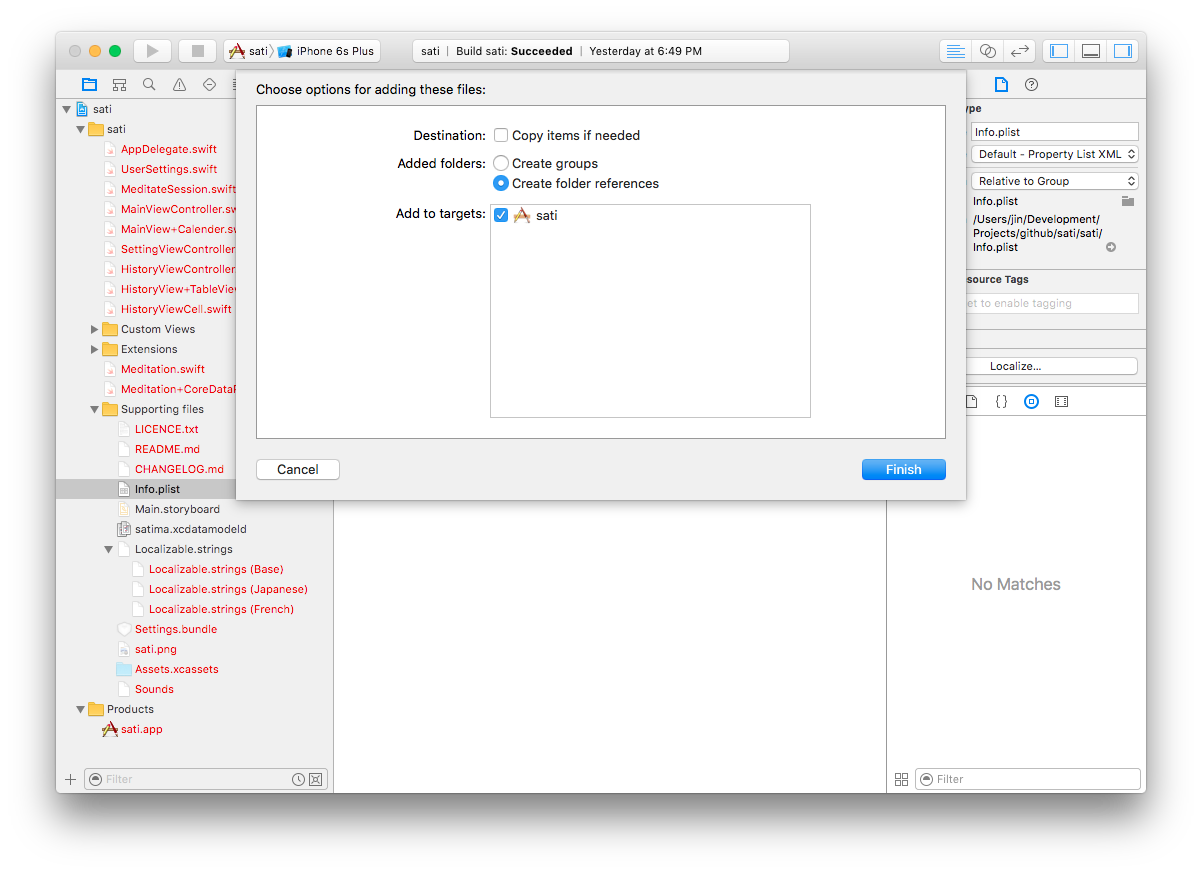 sati
iPhone 6s Plus
sati | Build sati: Succeeded | Yesterday at 6:49 PM
sati
sati
AppDelegate.swift
UserSettings.swift
MeditateSession.swift
MainViewController.sw
MainView+Calender.sw
SettingViewController
HistoryViewController
HistoryView+TableView
HistoryViewCell.swift
Custom Views
Extensions
Meditation.swift
Meditation+CoreDataP
Supporting files
LICENCE.txt
README.md
CHANGELOG.md
Info.plist
Main.storyboard
satima.xcdatamodeld
Localizable.strings
Localizable.strings (Base)
Localizable.strings (Japanese)
Localizable.strings (French)
Settings.bundle
sati.png
Assets.xcassets
Sounds
Products
sati.app
Filter
Choose options for adding these files:
Destination: Copy items if needed
Added folders: Create groups
Create folder references
Add to targets: sati
Cancel
Finish
ype
Info.plist
Default - Property List XML
Relative to Group
Info.plist
/Users/jin/Development/
Projects/github/sati/sati/
Info.plist
source Tags
et to enable tagging
Localize...
No Matches
Filter